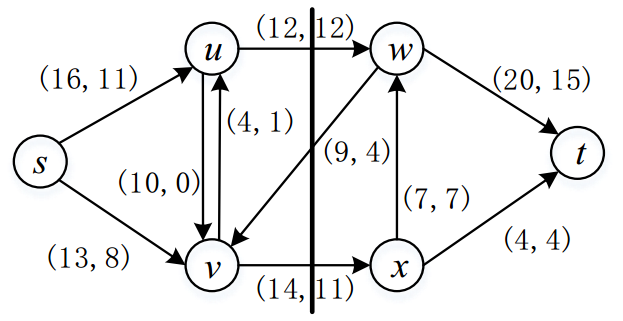 (12, 12)
u
w
(16, 11)
(20, 15)
(4, 1)
s
(9, 4)
t
(10, 0)
(7, 7)
(13, 8)
v
x
(4, 4)
(14, 11)